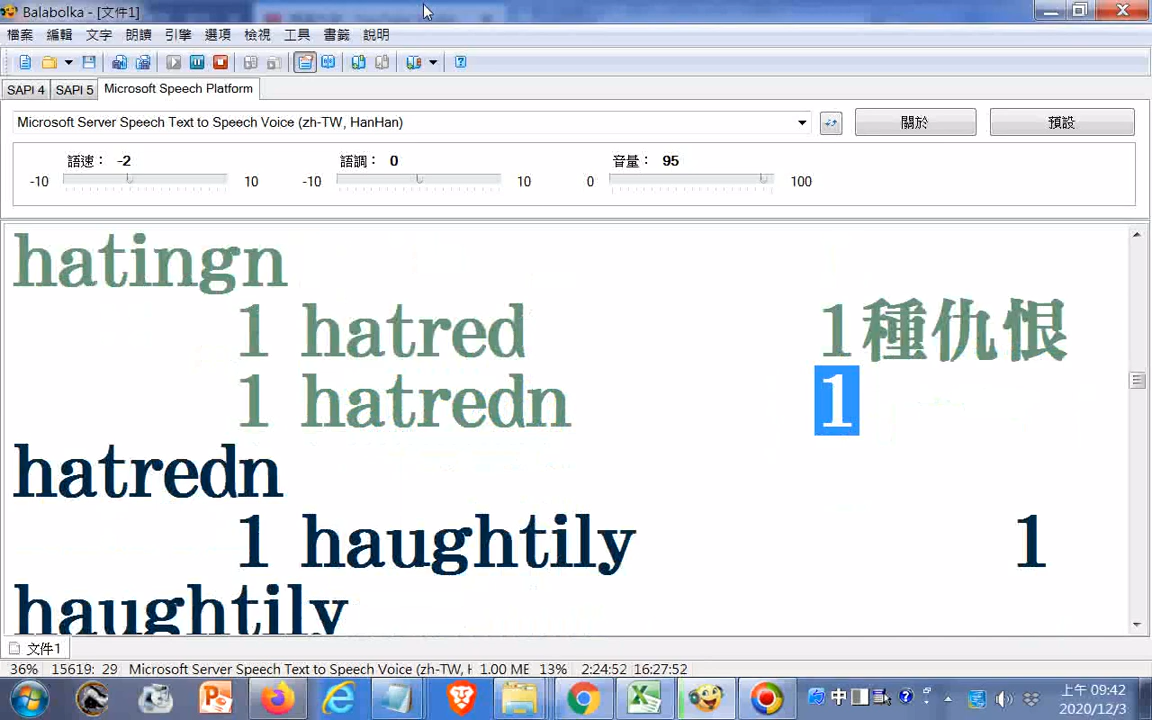 Balabolka - [文件1]
檔案 編輯 文字 朗讀 引擎 選項 檢視 工具 書籤 說明
SAPI 4 SAPI 5 Microsoft Speech Platform
Microsoft Server Speech Text to Speech Voice (zh-TW, HanHan) 關於 預設
語速： -2 語調： 0 音量： 95
-10 10 -10 10 0 100
hatingn
1 hatred 1種仇恨
1 hatredn 1
hatredn
1 haughtily 1
haughtily
文件1
36% 15619: 29 Microsoft Server Speech Text to Speech Voice (zh-TW, 1.00 ME 13% 2:24:52 16:27:52
中 上午 09:42
2020/12/3